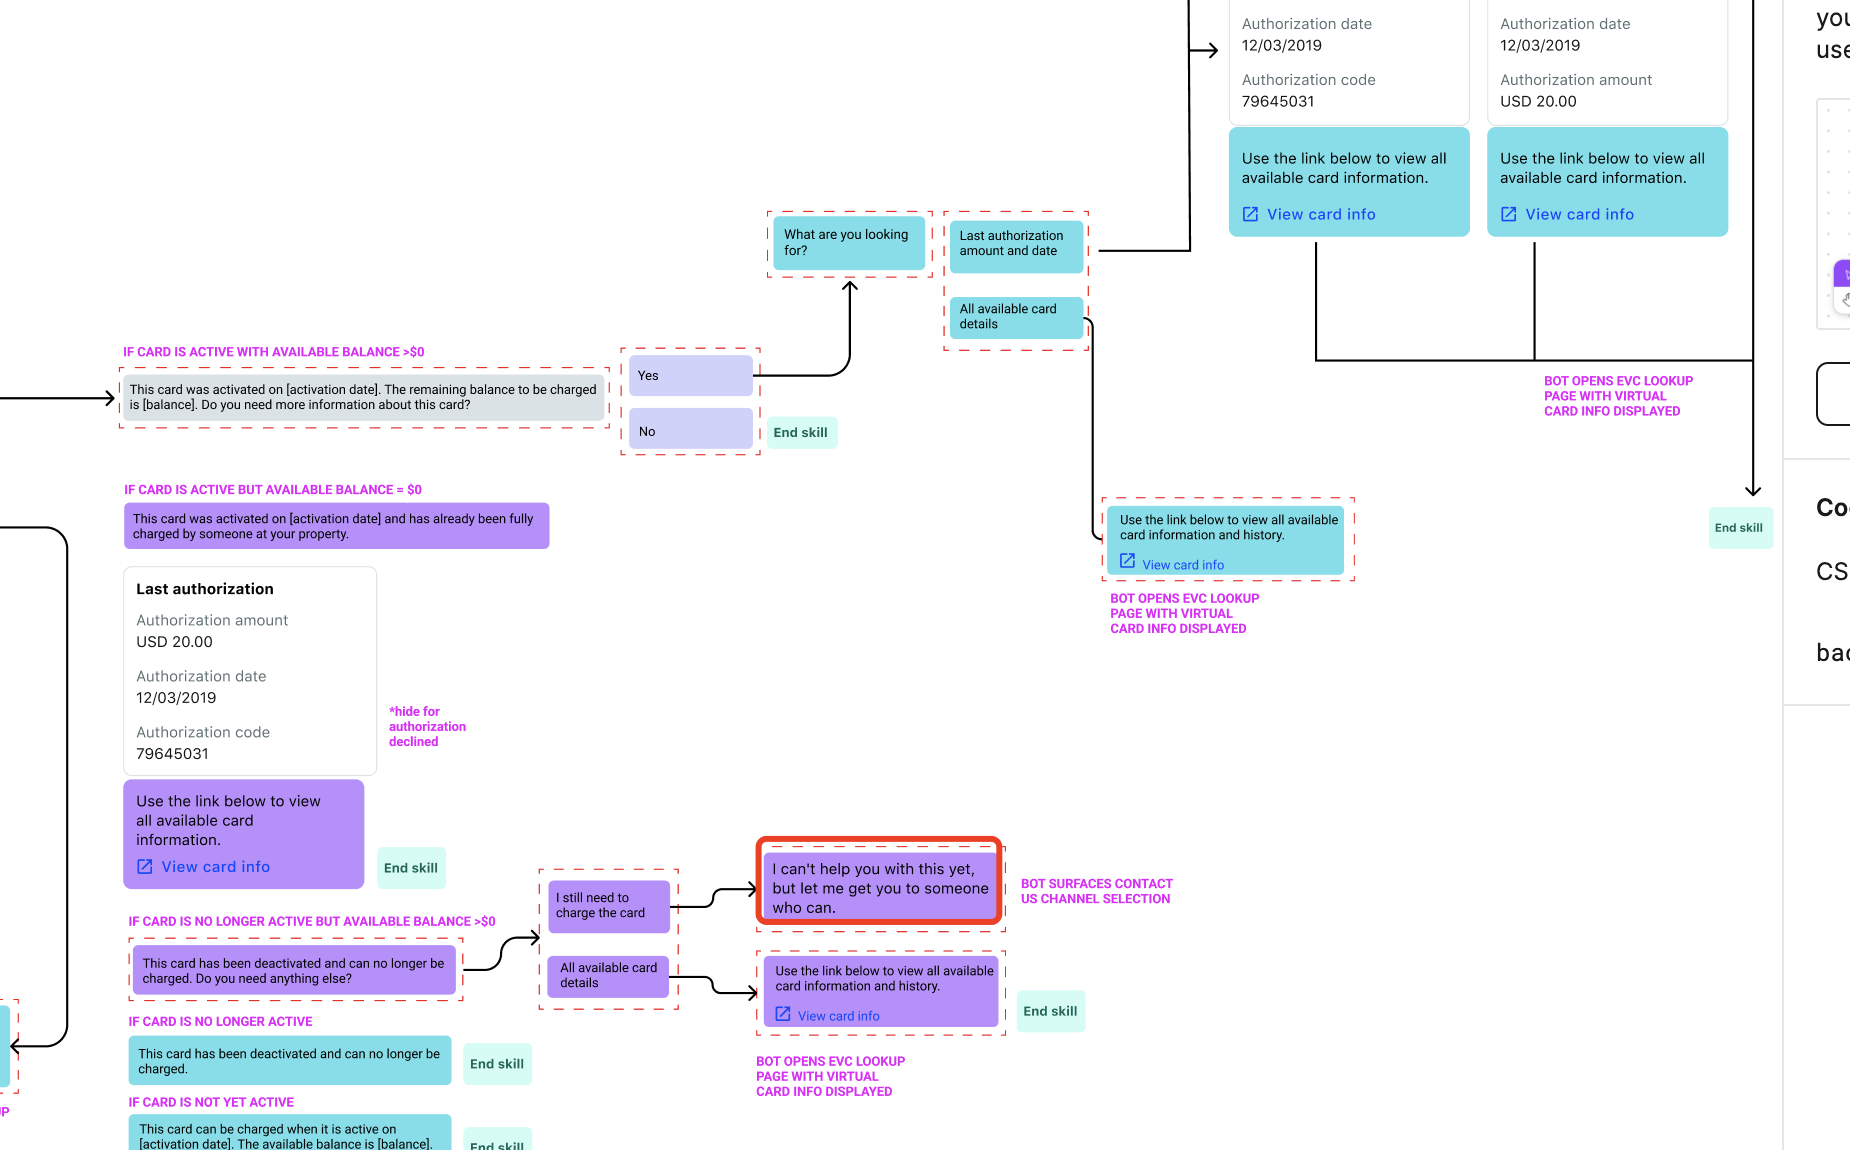 Authorization date
12/03/2019
Authorization code
79645031
Use the link below to view all
available card information.
View card info
Authorization date
12/03/2019
Authorization amount
USD 20.00
Use the link below to view all
available card information.
View card info
What are you looking
for?
Last authorization
amount and date
All available card
details
IF CARD IS ACTIVE WITH AVAILABLE BALANCE >$0
This card was activated on [activation date]. The remaining balance to be charged
is [balance]. Do you need more information about this card?
Yes
No
End skill
BOT OPENS EVC LOOKUP
PAGE WITH VIRTUAL
CARD INFO DISPLAYED
IF CARD IS ACTIVE BUT AVAILABLE BALANCE = $0
This card was activated on [activation date] and has already been fully
charged by someone at your property.
Use the link below to view all available
card information and history.
View card info
BOT OPENS EVC LOOKUP
PAGE WITH VIRTUAL
CARD INFO DISPLAYED
End skill
Last authorization
Authorization amount
USD 20.00
Authorization date
12/03/2019
Authorization code
79645031
*hide for
authorization
declined
Use the link below to view
all available card
information.
View card info
End skill
IF CARD IS NO LONGER ACTIVE BUT AVAILABLE BALANCE >$0
This card has been deactivated and can no longer be
charged. Do you need anything else?
I still need to
charge the card
All available card
details
I can't help you with this yet,
but let me get you to someone
who can.
BOT SURFACES CONTACT
US CHANNEL SELECTION
Use the link below to view all available
card information and history.
View card info
End skill
BOT OPENS EVC LOOKUP
PAGE WITH VIRTUAL
CARD INFO DISPLAYED
IF CARD IS NO LONGER ACTIVE
This card has been deactivated and can no longer be
charged.
End skill
IF CARD IS NOT YET ACTIVE
This card can be charged when it is active on
[activation date]. The available balance is [balance].
End skill
CS